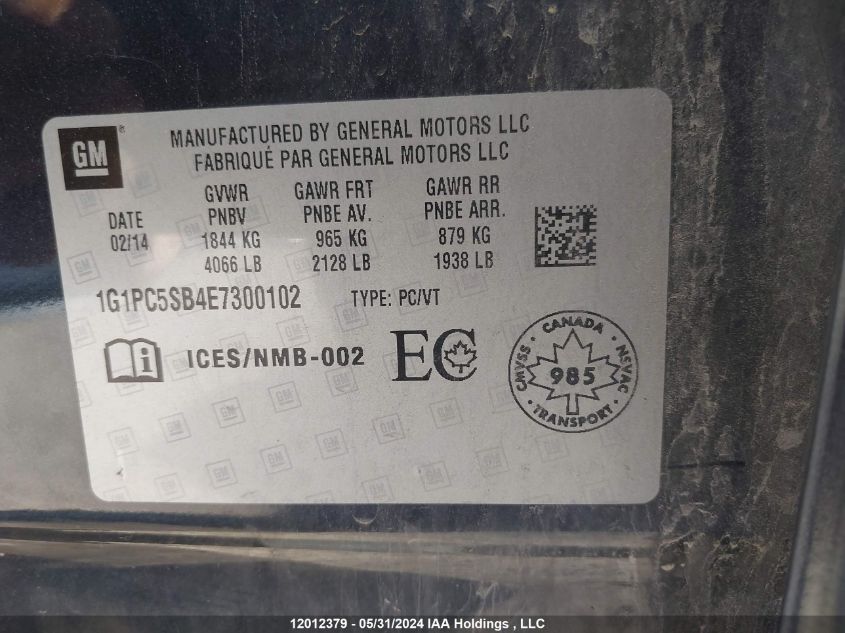 GM
®
MANUFACTURED BY GENERAL MOTORS LLC
FABRIQUÉ PAR GENERAL MOTORS LLC
GVWR GAWR FRT GAWR RR
DATE PNBV PNBE AV. PNBE ARR.
02/14 1844 KG 965 KG 879 KG
4066 LB 2128 LB 1938 LB
1G1PC5SB4E7300102 TYPE: PC/VT
i ICES/NMB-002 EC
CANADA
CMVSS 985 NSVAC
TRANSPORT
12012379 - 05/31/2024 IAA Holdings , LLC